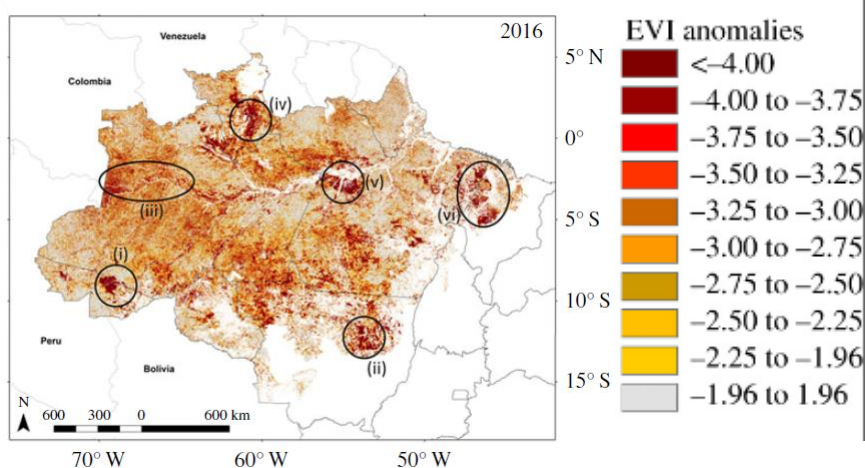 2016
Venezuela
Colombia
Peru
Bolívia
(i)
(ii)
(iii)
(iv)
(v)
(vi)
N
600 300 0 600 km
70° W 60° W 50° W
5° N
0°
5° S
10° S
15° S
EVI anomalies
<–4.00
–4.00 to –3.75
–3.75 to –3.50
–3.50 to –3.25
–3.25 to –3.00
–3.00 to –2.75
–2.75 to –2.50
–2.50 to –2.25
–2.25 to –1.96
–1.96 to 1.96